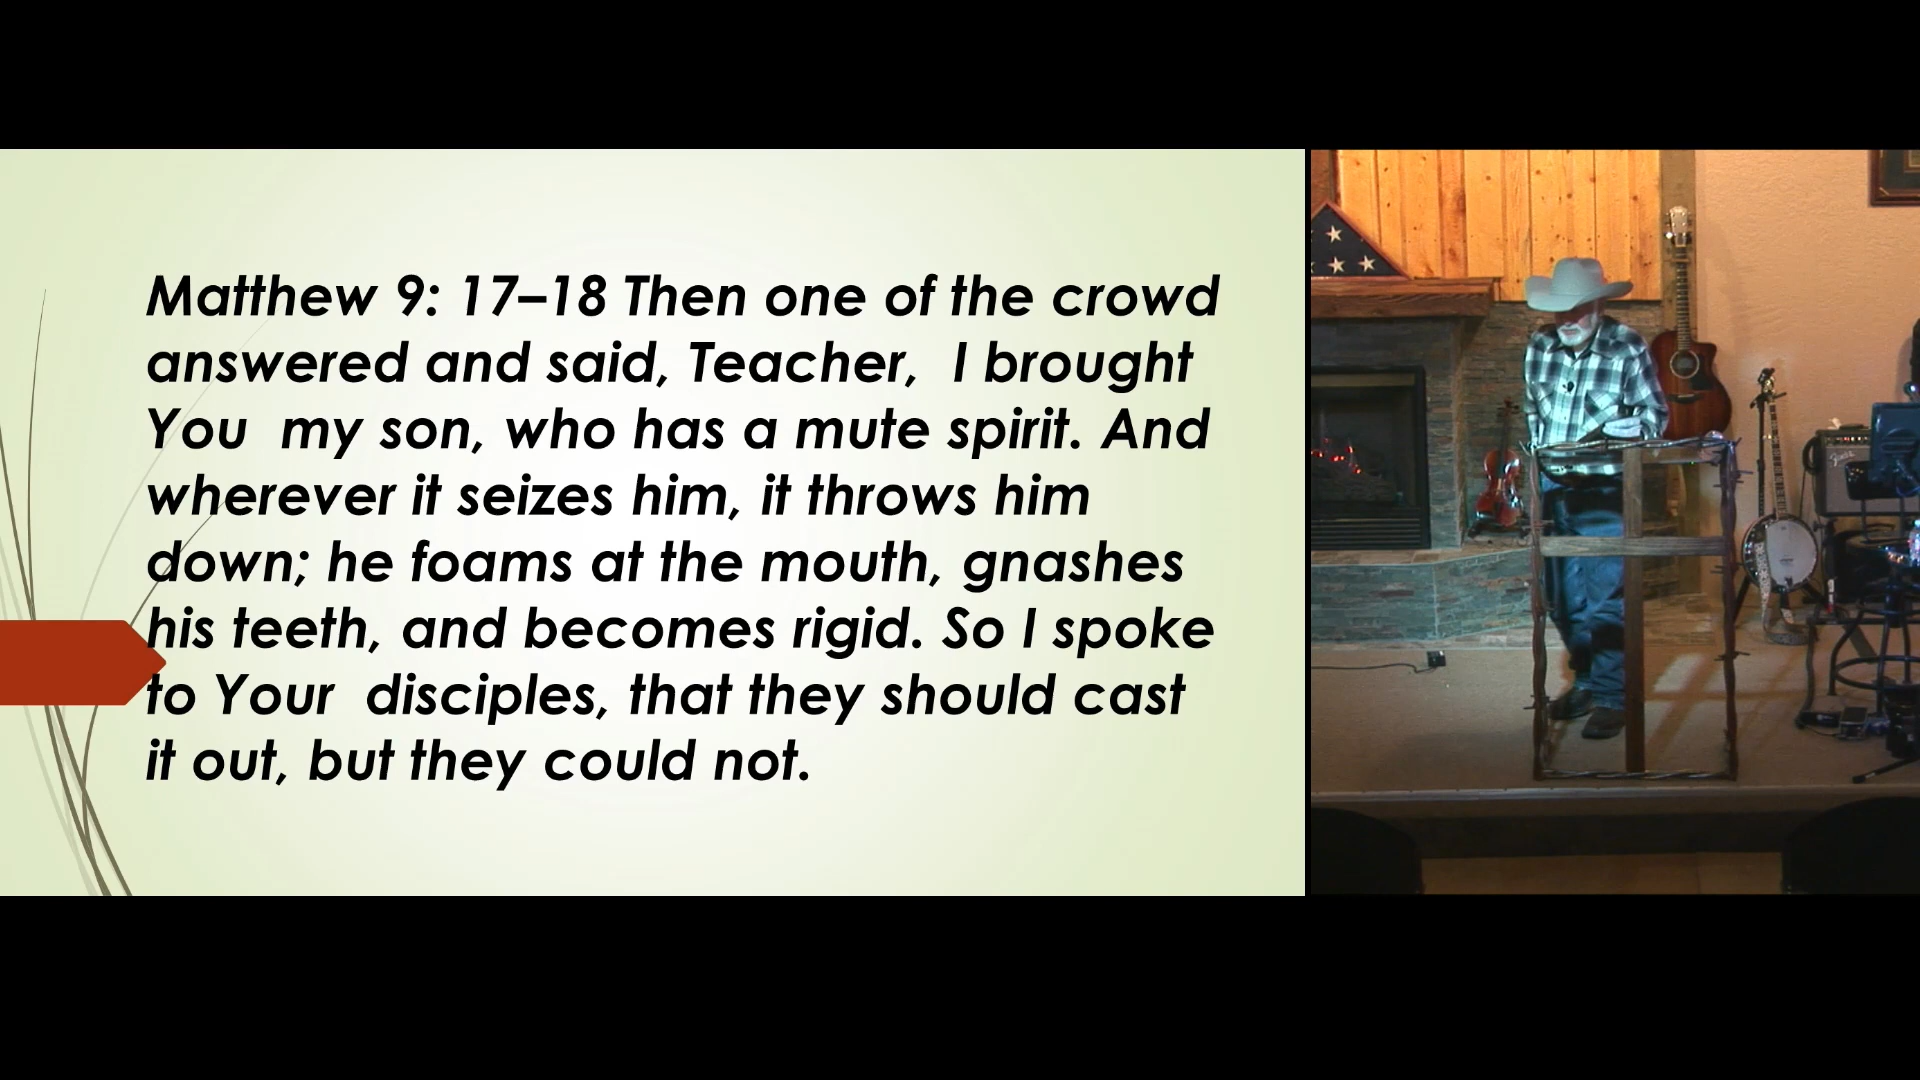 Matthew 9: 17–18 Then one of the crowd
answered and said, Teacher, I brought
You my son, who has a mute spirit. And
wherever it seizes him, it throws him
down; he foams at the mouth, gnashes
his teeth, and becomes rigid. So I spoke
to Your disciples, that they should cast
it out, but they could not.
Fender